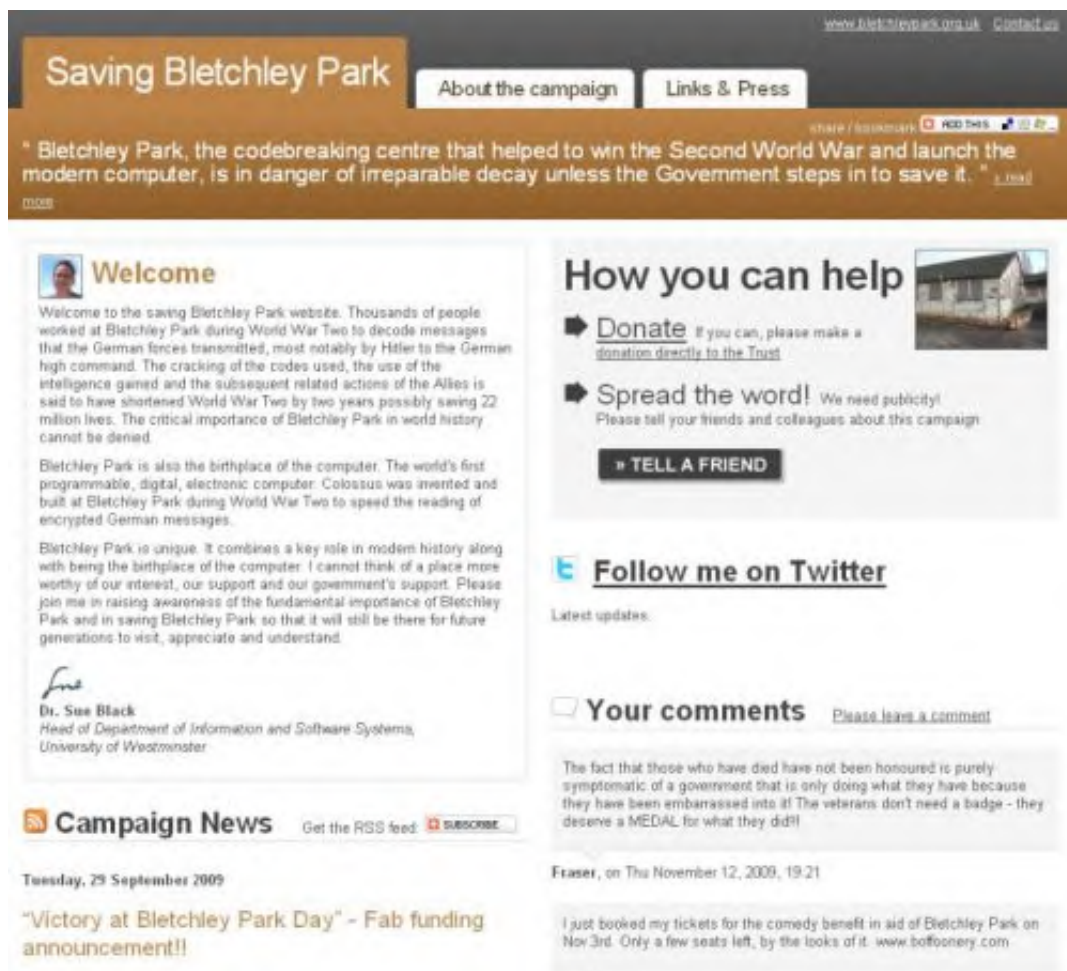 www.bletchleypark.org.uk Contact us
Saving Bletchley Park
About the campaign
Links & Press
share / bookmark ADD THIS
" Bletchley Park, the codebreaking centre that helped to win the Second World War and launch the
modern computer, is in danger of irreparable decay unless the Government steps in to save it. " » read
more
Welcome
Welcome to the saving Bletchley Park website. Thousands of people
worked at Bletchley Park during World War Two to decode messages
that the German forces transmitted, most notably by Hitler to the German
high command. The cracking of the codes used, the use of the
intelligence gained and the subsequent related actions of the Allies is
said to have shortened World War Two by two years possibly saving 22
million lives. The critical importance of Bletchley Park in world history
cannot be denied.
Bletchley Park is also the birthplace of the computer. The world's first
programmable, digital, electronic computer: Colossus was invented and
built at Bletchley Park during World War Two to speed the reading of
encrypted German messages.
Bletchley Park is unique. It combines a key role in modern history along
with being the birthplace of the computer. I cannot think of a place more
worthy of our interest, our support and our government's support. Please
join me in raising awareness of the fundamental importance of Bletchley
Park and in saving Bletchley Park so that it will still be there for future
generations to visit, appreciate and understand.
Sue
Dr. Sue Black
Head of Department of Information and Software Systems,
University of Westminster
Campaign News Get the RSS feed: SUBSCRIBE
Tuesday, 29 September 2009
"Victory at Bletchley Park Day" - Fab funding
announcement!!
How you can help
Donate If you can, please make a
donation directly to the Trust
Spread the word! We need publicity!
Please tell your friends and colleagues about this campaign
» TELL A FRIEND
Follow me on Twitter
Latest updates:
Your comments Please leave a comment
The fact that those who have died have not been honoured is purely
symptomatic of a government that is only doing what they have because
they have been embarrassed into it! The veterans don't need a badge - they
deserve a MEDAL for what they did!!
Fraser, on Thu November 12, 2009, 19:21
I just booked my tickets for the comedy benefit in aid of Bletchley Park on
Nov 3rd. Only a few seats left, by the looks of it. www.boffoonery.com